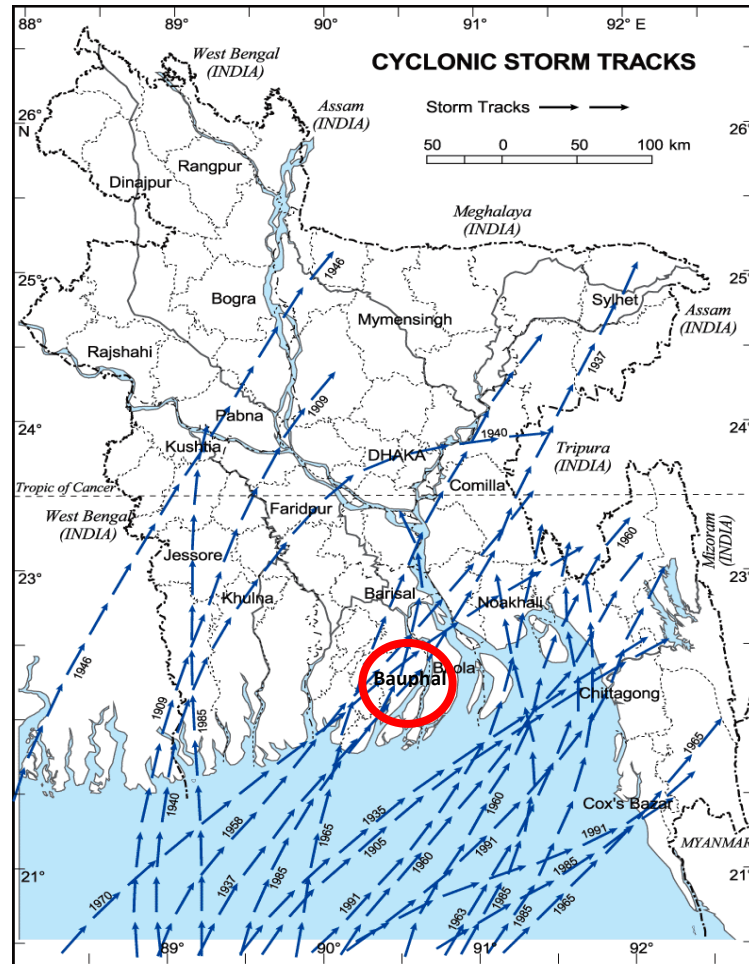 88° 89° 90° 91° 92° E
West Bengal
(INDIA)
CYCLONIC STORM TRACKS
Assam
(INDIA)
Storm Tracks
26°
N
26°
50 0 50 100 km
Rangpur
Dinajpur
Meghalaya
(INDIA)
25°
25°
1946
Bogra
Sylhet
Assam
(INDIA)
Mymensingh
Rajshahi
1937
1909
Pabna
24°
24°
Kushtia
1940
DHAKA
Tripura
(INDIA)
Comilla
Tropic of Cancer
West Bengal
(INDIA)
Faridpur
1960
Mizoram
(INDIA)
Jessore
23°
23°
Khulna
Barisal
Noakhali
1946
Bhola
Bauphal
Chittagong
1909
1985
1965
1940
1958
1965
1935
1960
Cox's Bazar
1905
1991
MYANMAR
21°
21°
1970
1937
1985
1960
1991
1985
1991
1963
1985
1985
1965
89° 90° 91° 92°